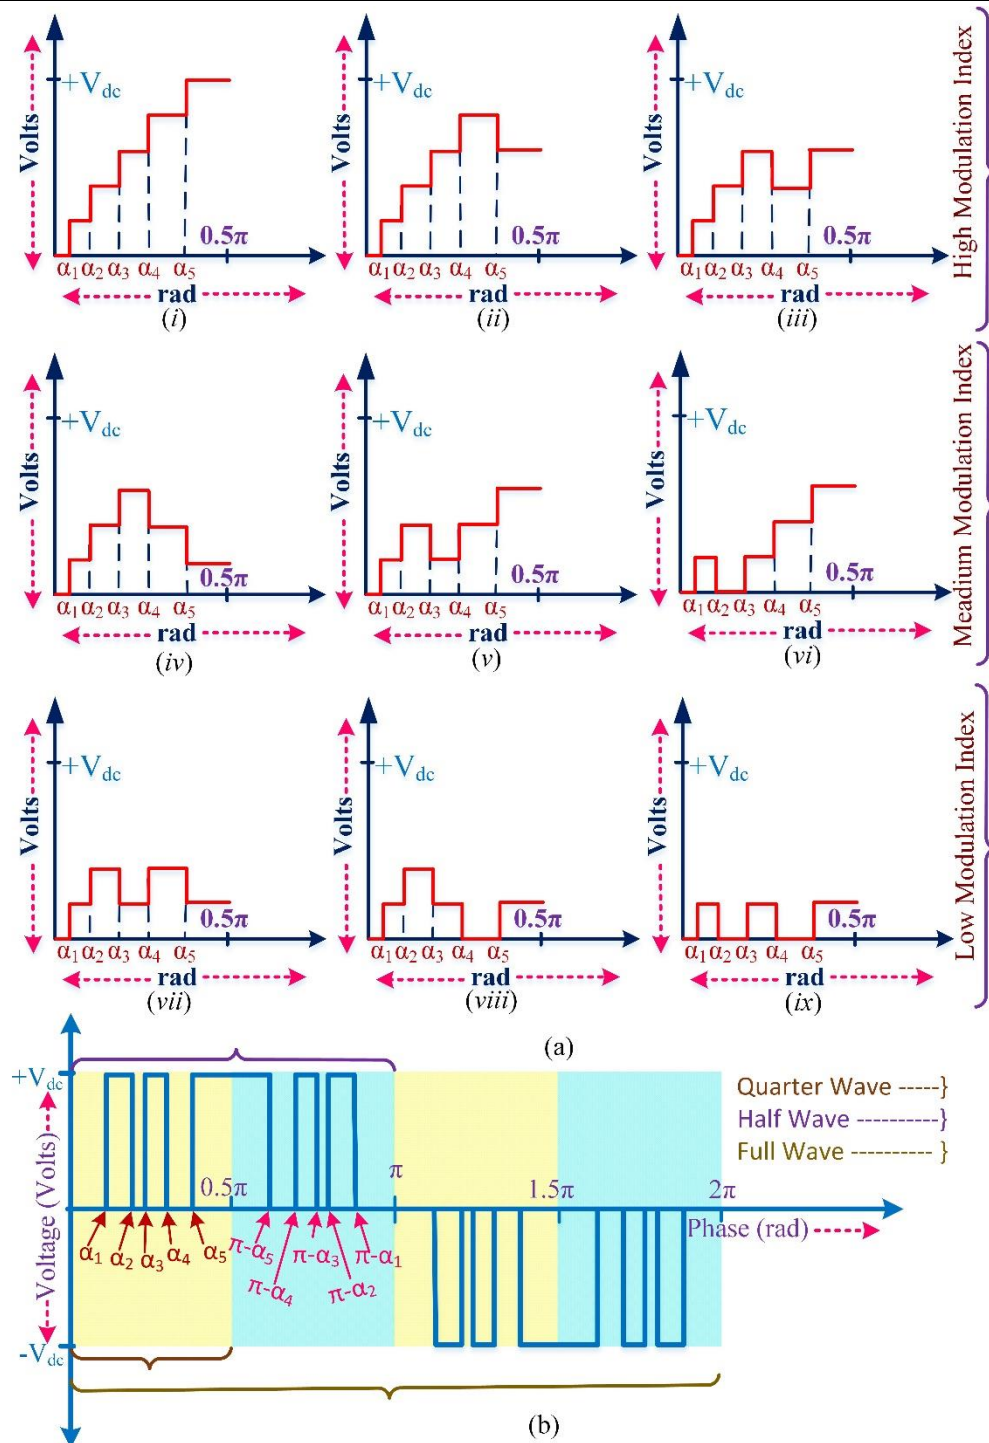 +Vdc
Volts
0.5π
α1 α2 α3 α4 α5
rad
(i)
+Vdc
Volts
0.5π
α1 α2 α3 α4 α5
rad
(ii)
+Vdc
Volts
0.5π
α1 α2 α3 α4 α5
rad
(iii)
High Modulation Index
+Vdc
Volts
0.5π
α1 α2 α3 α4 α5
rad
(iv)
+Vdc
Volts
0.5π
α1 α2 α3 α4 α5
rad
(v)
+Vdc
Volts
0.5π
α1 α2 α3 α4 α5
rad
(vi)
Meadium Modulation Index
+Vdc
Volts
0.5π
α1 α2 α3 α4 α5
rad
(vii)
+Vdc
Volts
0.5π
α1 α2 α3 α4 α5
rad
(viii)
+Vdc
Volts
0.5π
α1 α2 α3 α4 α5
rad
(ix)
Low Modulation Index
(a)
+Vdc
Voltage (Volts)
-Vdc
Quarter Wave -----}
Half Wave ----------}
Full Wave ---------- }
0.5π
π
1.5π
2π
Phase (rad)
α1 α2 α3 α4 α5
π-α5 π-α4 π-α3 π-α2 π-α1
(b)